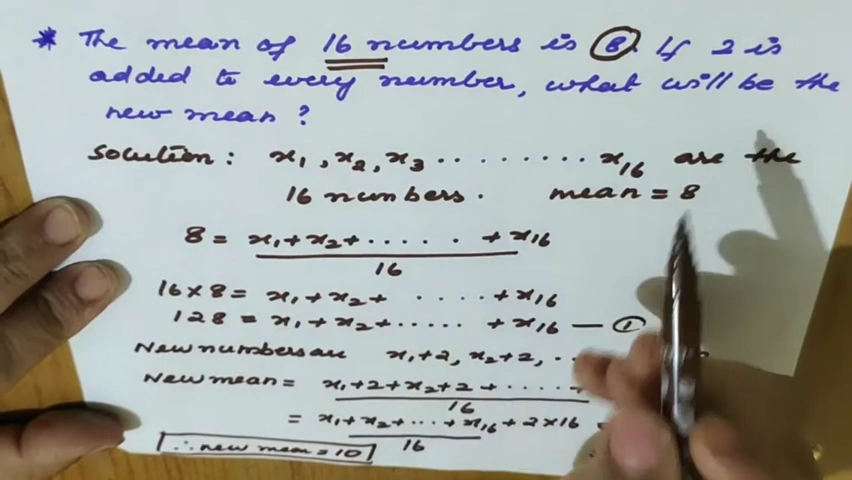 * The mean of 16 numbers is 8. If 2 is
added to every number, what will be the
new mean?
Solution: x₁, x₂, x₃ . . . . . . . . . x₁₆ are the
16 numbers. mean = 8
8 = x₁+x₂+ . . . . . . + x₁₆
16
16×8 = x₁+x₂+ . . . . . + x₁₆
128 = x₁+x₂+ . . . . . + x₁₆ — ①
New numbers are x₁+2, x₂+2, . .
New mean = x₁+2+x₂+2+ . . . . . +
16
= x₁+x₂+ . . . + x₁₆ + 2×16 =
16
∴ new mean = 10